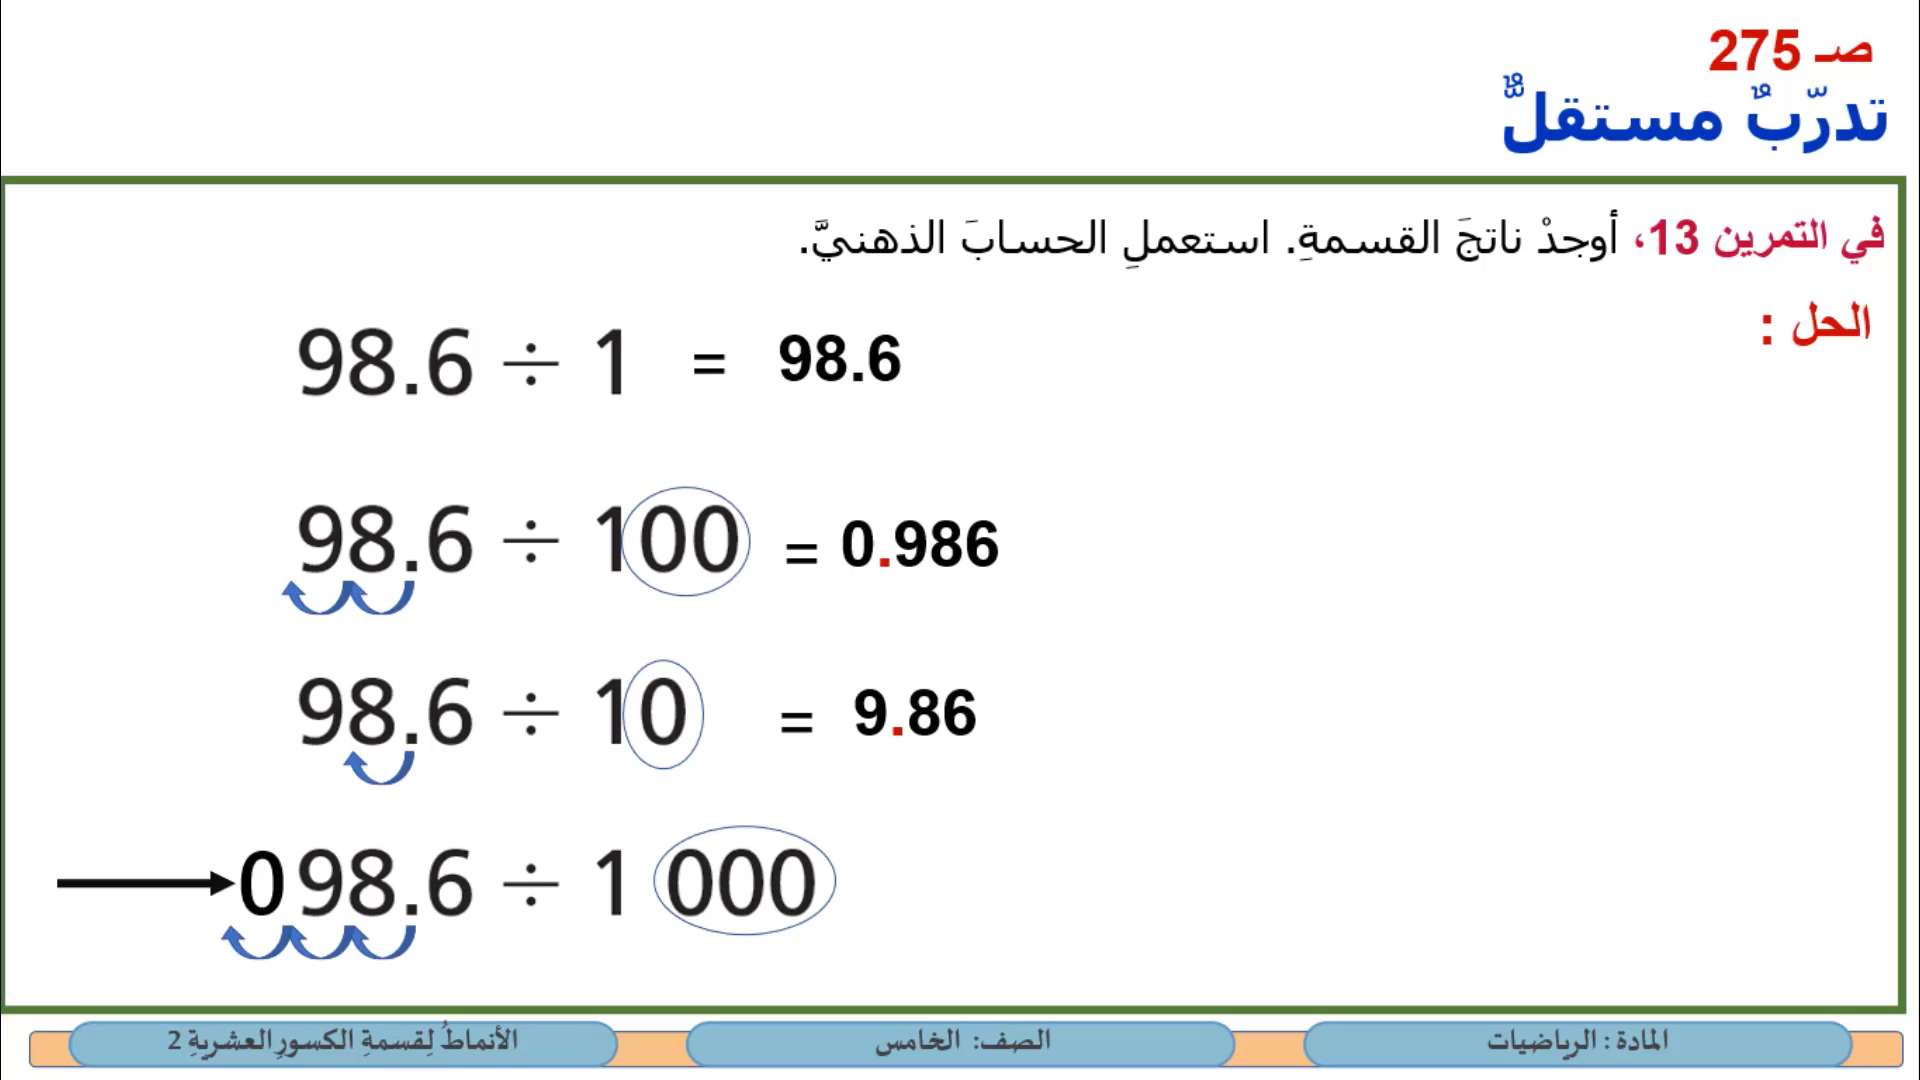 صـ 275
تدرّبٌ مستقلٌّ
في التمرين 13، أوجدْ ناتجَ القسمةِ. استعملِ الحسابَ الذهنيَّ.
الحل :
98.6 ÷ 1 = 98.6
98.6 ÷ 100 = 0.986
98.6 ÷ 10 = 9.86
098.6 ÷ 1 000
المادة : الرياضيات
الصف: الخامس
الأنماطُ لِقسمةِ الكسورِ العشريةِ 2